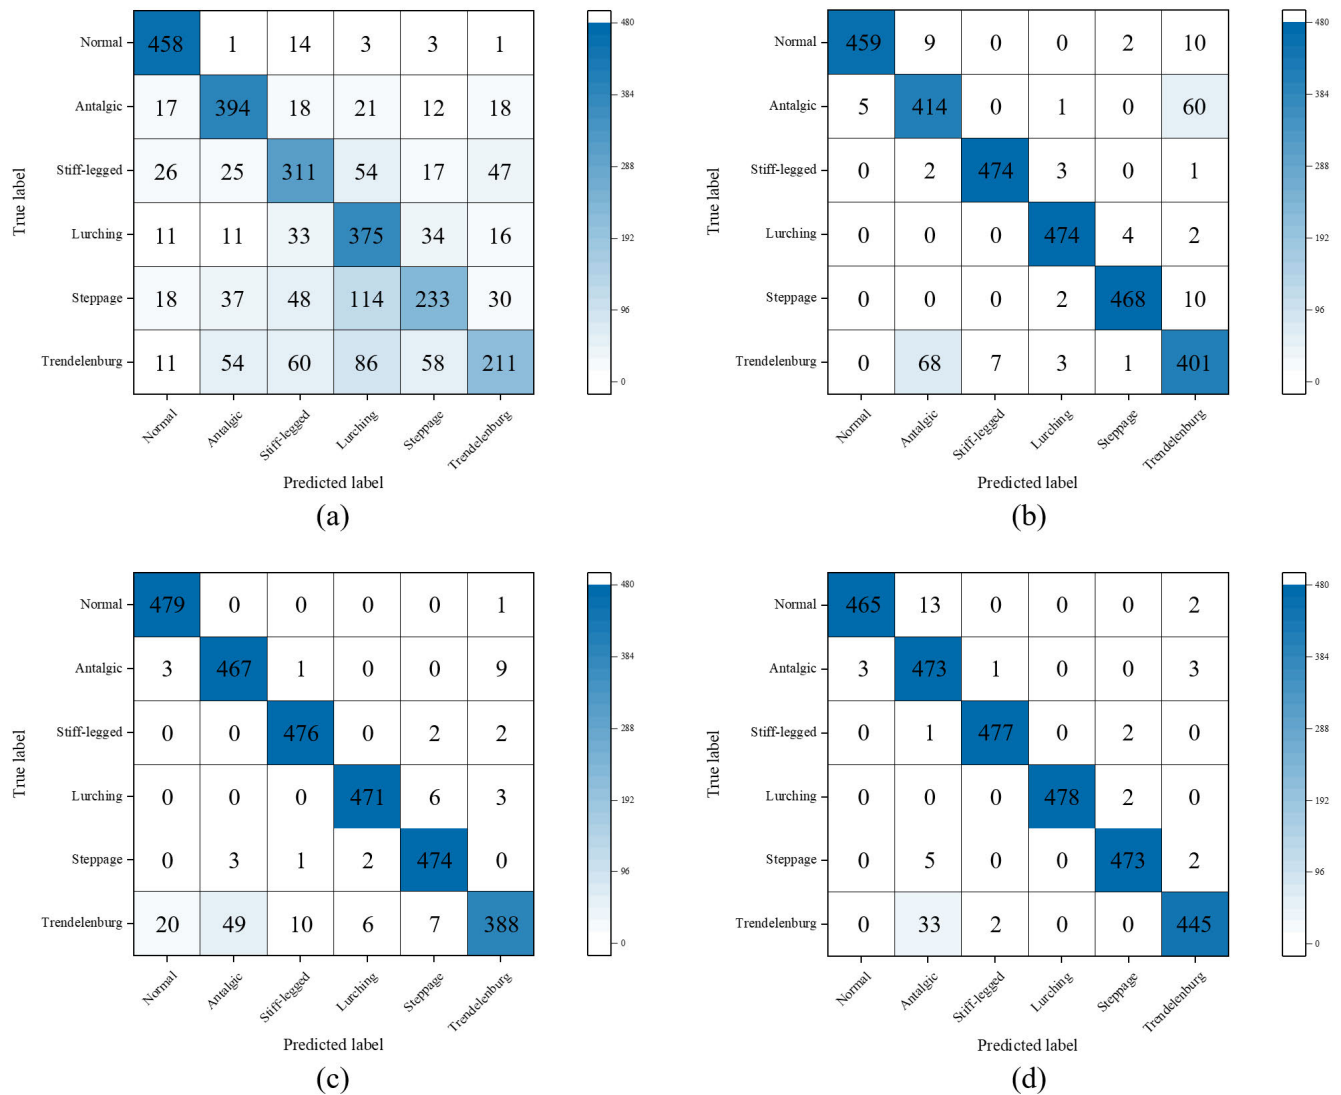 Normal 458 1 14 3 3 1
Antalgic 17 394 18 21 12 18
Stiff-legged 26 25 311 54 17 47
Lurching 11 11 33 375 34 16
Steppage 18 37 48 114 233 30
Trendelenburg 11 54 60 86 58 211
True label
Normal Antalgic Stiff-legged Lurching Steppage Trendelenburg
Predicted label
480
384
288
192
96
0
(a)
Normal 459 9 0 0 2 10
Antalgic 5 414 0 1 0 60
Stiff-legged 0 2 474 3 0 1
Lurching 0 0 0 474 4 2
Steppage 0 0 0 2 468 10
Trendelenburg 0 68 7 3 1 401
True label
Normal Antalgic Stiff-legged Lurching Steppage Trendelenburg
Predicted label
480
384
288
192
96
0
(b)
Normal 479 0 0 0 0 1
Antalgic 3 467 1 0 0 9
Stiff-legged 0 0 476 0 2 2
Lurching 0 0 0 471 6 3
Steppage 0 3 1 2 474 0
Trendelenburg 20 49 10 6 7 388
True label
Normal Antalgic Stiff-legged Lurching Steppage Trendelenburg
Predicted label
480
384
288
192
96
0
(c)
Normal 465 13 0 0 0 2
Antalgic 3 473 1 0 0 3
Stiff-legged 0 1 477 0 2 0
Lurching 0 0 0 478 2 0
Steppage 0 5 0 0 473 2
Trendelenburg 0 33 2 0 0 445
True label
Normal Antalgic Stiff-legged Lurching Steppage Trendelenburg
Predicted label
480
384
288
192
96
0
(d)